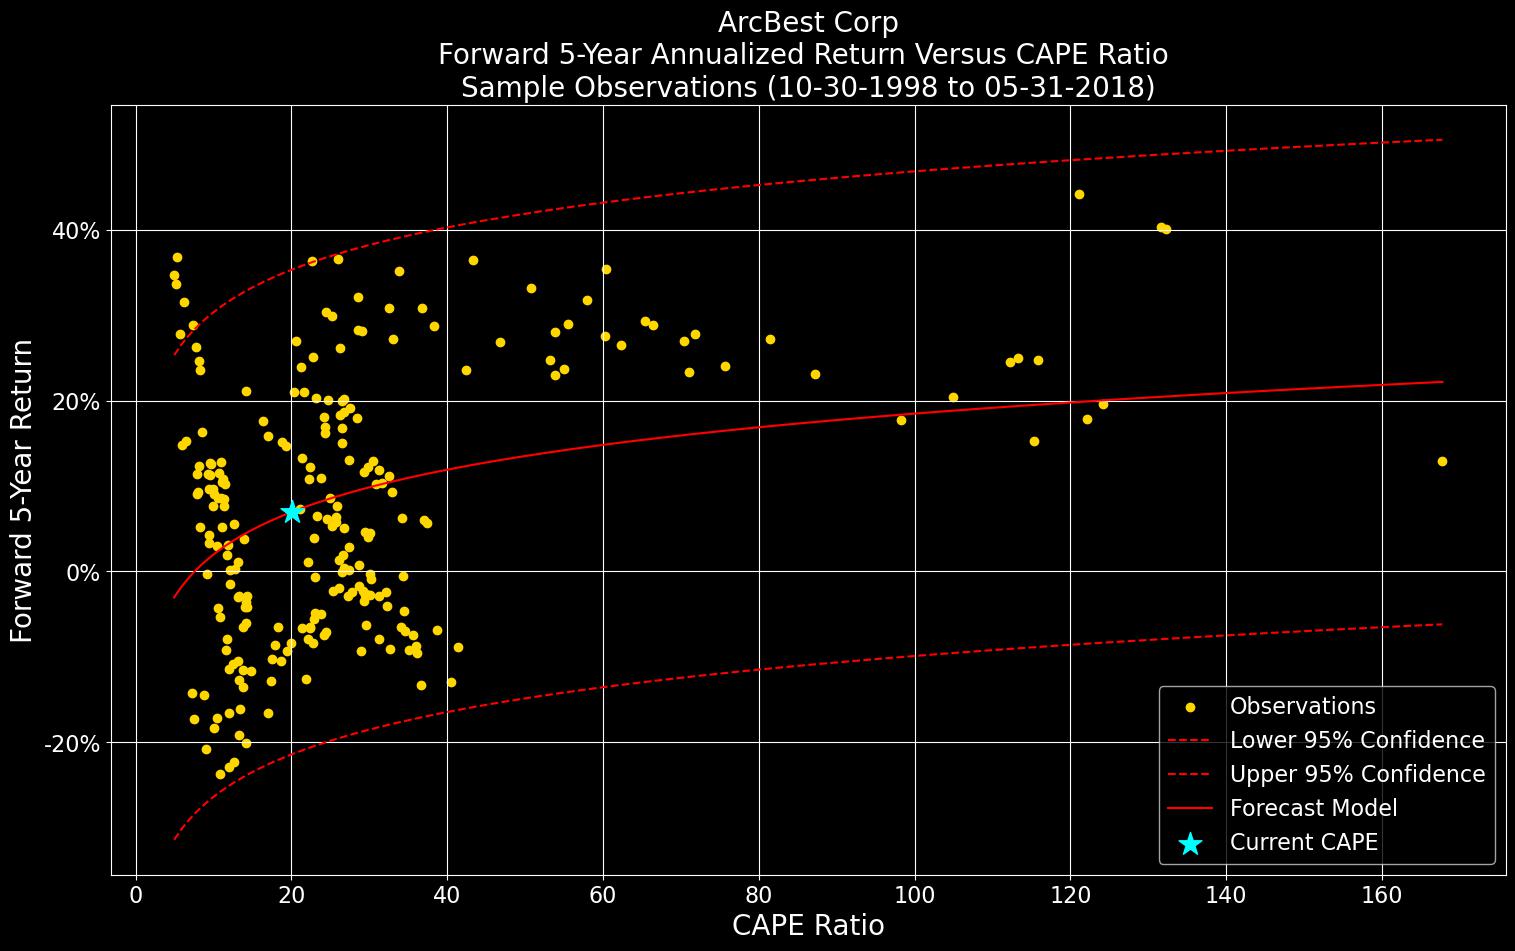 ArcBest Corp
Forward 5-Year Annualized Return Versus CAPE Ratio
Sample Observations (10-30-1998 to 05-31-2018)
Forward 5-Year Return
40%
20%
0%
-20%
0 20 40 60 80 100 120 140 160
CAPE Ratio
Observations
Lower 95% Confidence
Upper 95% Confidence
Forecast Model
Current CAPE